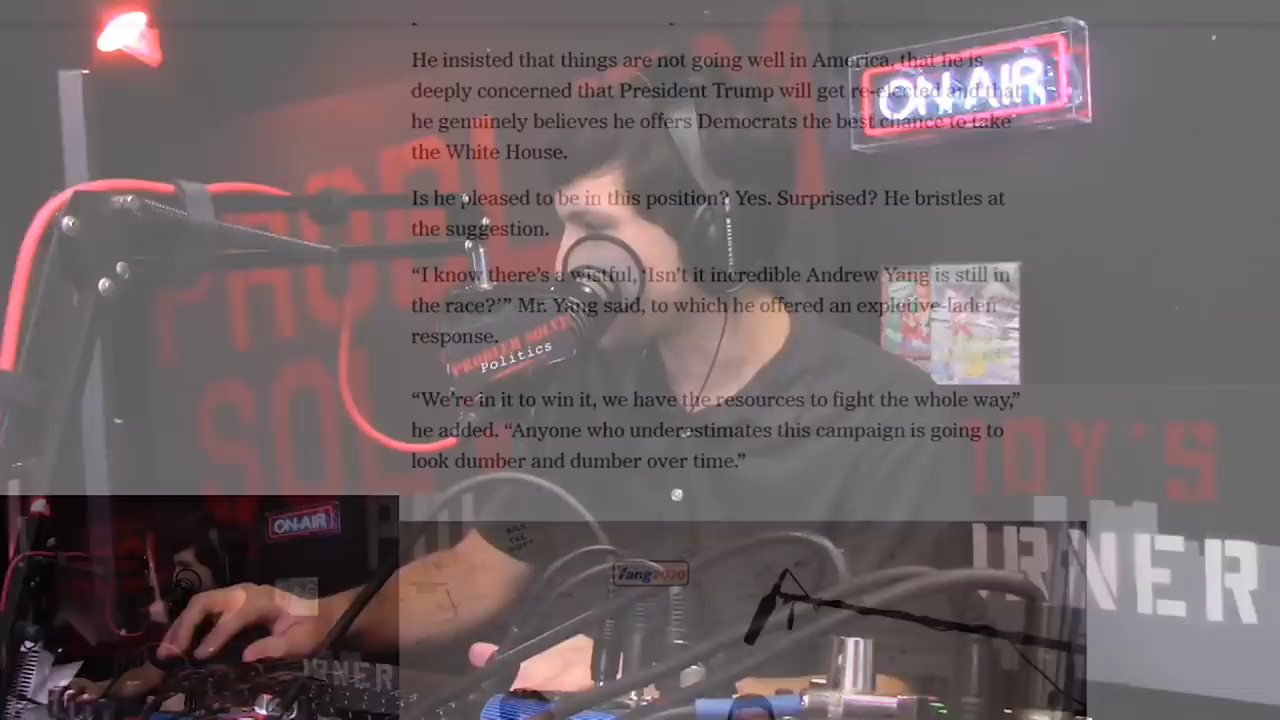 He insisted that things are not going well in America, that he is
deeply concerned that President Trump will get re-elected and that
he genuinely believes he offers Democrats the best chance to take
the White House.
Is he pleased to be in this position? Yes. Surprised? He bristles at
the suggestion.
“I know there’s a wistful, ‘Isn’t it incredible Andrew Yang is still in
the race?’” Mr. Yang said, to which he offered an expletive-laden
response.
“We’re in it to win it, we have the resources to fight the whole way,”
he added. “Anyone who underestimates this campaign is going to
look dumber and dumber over time.”
ON-AIR
PROBLEM SOLVER
Politics
Yang2020
ON-AIR